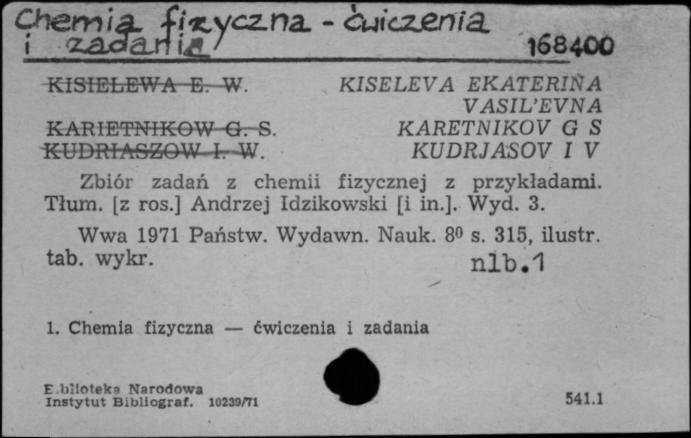 Chemia fizyczna - ćwiczenia
i zadania 168400
KISIELEWA E. W. KISELEVA EKATERINA
VASIL'EVNA
KARIETNIKOW G. S. KARETNIKOV G S
KUDRIASZOW I. W. KUDRJAŠOV I V
Zbiór zadań z chemii fizycznej z przykładami.
Tłum. [z ros.] Andrzej Idzikowski [i in.]. Wyd. 3.
Wwa 1971 Państw. Wydawn. Nauk. 8⁰ s. 315, ilustr.
tab. wykr. nlb.1
1. Chemia fizyczna — ćwiczenia i zadania
Biblioteka Narodowa
Instytut Bibliograf. 10239/71 541.1